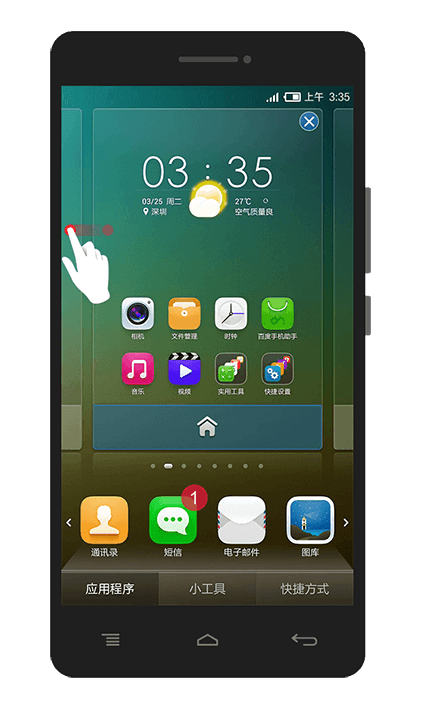 上午 3:35
03:35
03/25 周二 27℃
深圳 空气质量良
相机 文件管理 时钟 百度手机助手
音乐 视频 实用工具 快捷设置
1
通讯录 短信 电子邮件 图库
应用程序 小工具 快捷方式